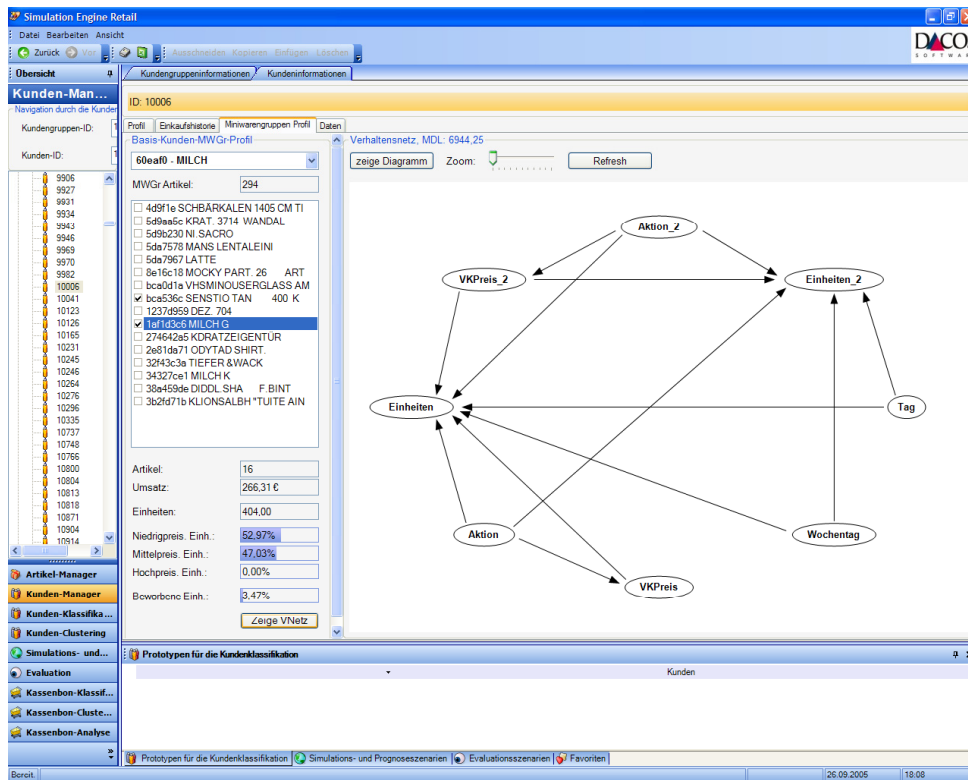 Simulation Engine Retail
Datei Bearbeiten Ansicht
Zurück Vor Ausschneiden Kopieren Einfügen Löschen
DACOS
SOFTWARE
Übersicht
Kundengruppeninformationen Kundeninformationen
Kunden-Man...
Navigation durch die Kunder
Kundengruppen-ID: 1
Kunden-ID: 1
9906
9927
9931
9934
9943
9946
9969
9970
9982
10006
10041
10123
10126
10165
10231
10245
10246
10264
10276
10296
10335
10737
10748
10766
10800
10804
10813
10818
10871
10904
10914
Artikel-Manager
Kunden-Manager
Kunden-Klassifika...
Kunden-Clustering
Simulations- und...
Evaluation
Kassenbon-Klassif...
Kassenbon-Cluste...
Kassenbon-Analyse
ID: 10006
Profil Einkaufshistorie Miniwarengruppen Profil Daten
Basis-Kunden-MWGr-Profil
60eaf0 - MILCH
MWGr Artikel: 294
4d9f1e SCHBÄRKALEN 1405 CM TI
5d9aa5c KRAT. 3714 WANDAL
5d9b230 NI.SACRO
5da7578 MANS LENTALEINI
5da7967 LATTE
8e16c18 MOCKY PART. 26 ART
bca0d1a VHSMINOUSERGLASS AM
bca536c SENSTIO TAN 400 K
1237d959 DEZ. 704
1af1d3c6 MILCH G
274642a5 KDRATZEIGENTÜR
2e81da71 ODYTAD SHIRT.
32f43c3a TIEFER &WACK
34327ce1 MILCH K
38a459de DIDDL.SHA F.BINT
3b2fd71b KLIONSALBH "TUITE AIN
Artikel: 16
Umsatz: 266,31 €
Einheiten: 404,00
Niedrigpreis. Einh.: 52,97%
Mittelpreis. Einh.: 47,03%
Hochpreis. Einh.: 0,00%
Beworbene Einh.: 3,47%
Zeige VNetz
Verhaltensnetz, MDL: 6944,25
zeige Diagramm Zoom: Refresh
Aktion_2
VKPreis_2
Einheiten_2
Einheiten
Tag
Aktion
Wochentag
VKPreis
Prototypen für die Kundenklassifikation
Kunden
Prototypen für die Kundenklassifikation Simulations- und Prognoseszenarien Evaluationsszenarien Favoriten
Bereit. 26.09.2005 18:08